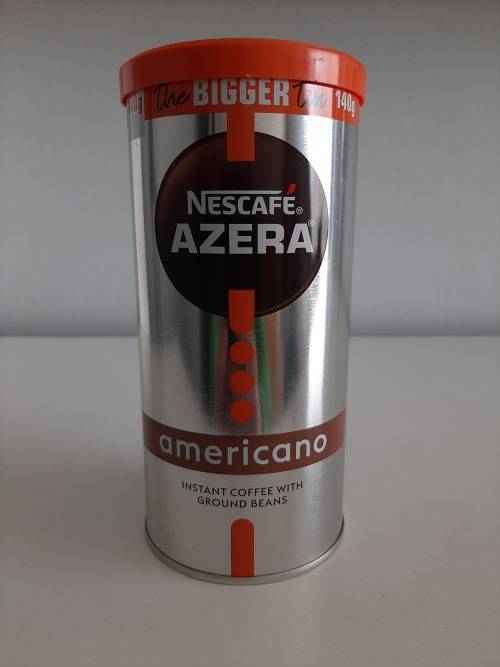 The BIGGER tin 140g
NESCAFÉ®
AZERA®
americano
INSTANT COFFEE WITH
GROUND BEANS